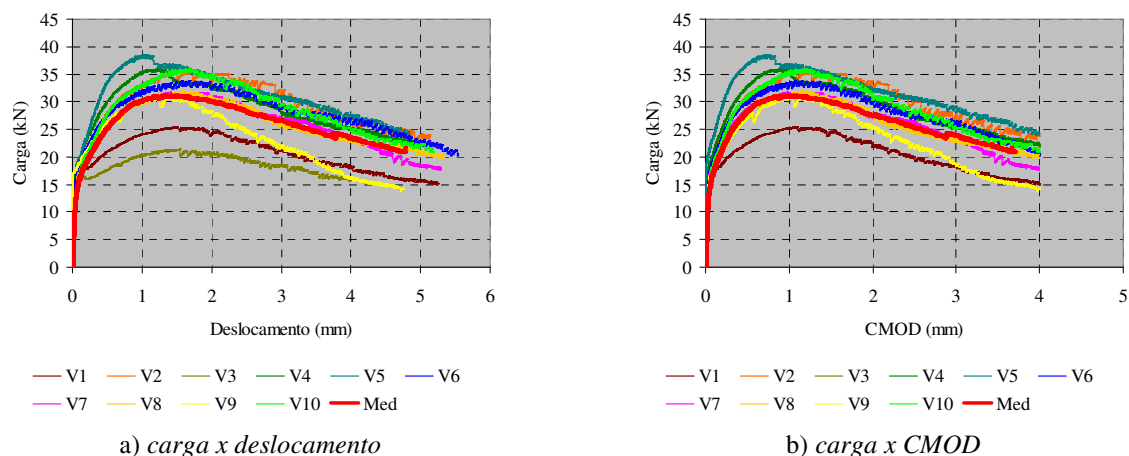 45
40
35
30
25
20
15
10
5
0
Carga (kN)
0 1 2 3 4 5 6
Deslocamento (mm)
V1 V2 V3 V4 V5 V6
V7 V8 V9 V10 Med
a) carga x deslocamento
45
40
35
30
25
20
15
10
5
0
Carga (kN)
0 1 2 3 4 5
CMOD (mm)
V1 V2 V3 V4 V5 V6
V7 V8 V9 V10 Med
b) carga x CMOD